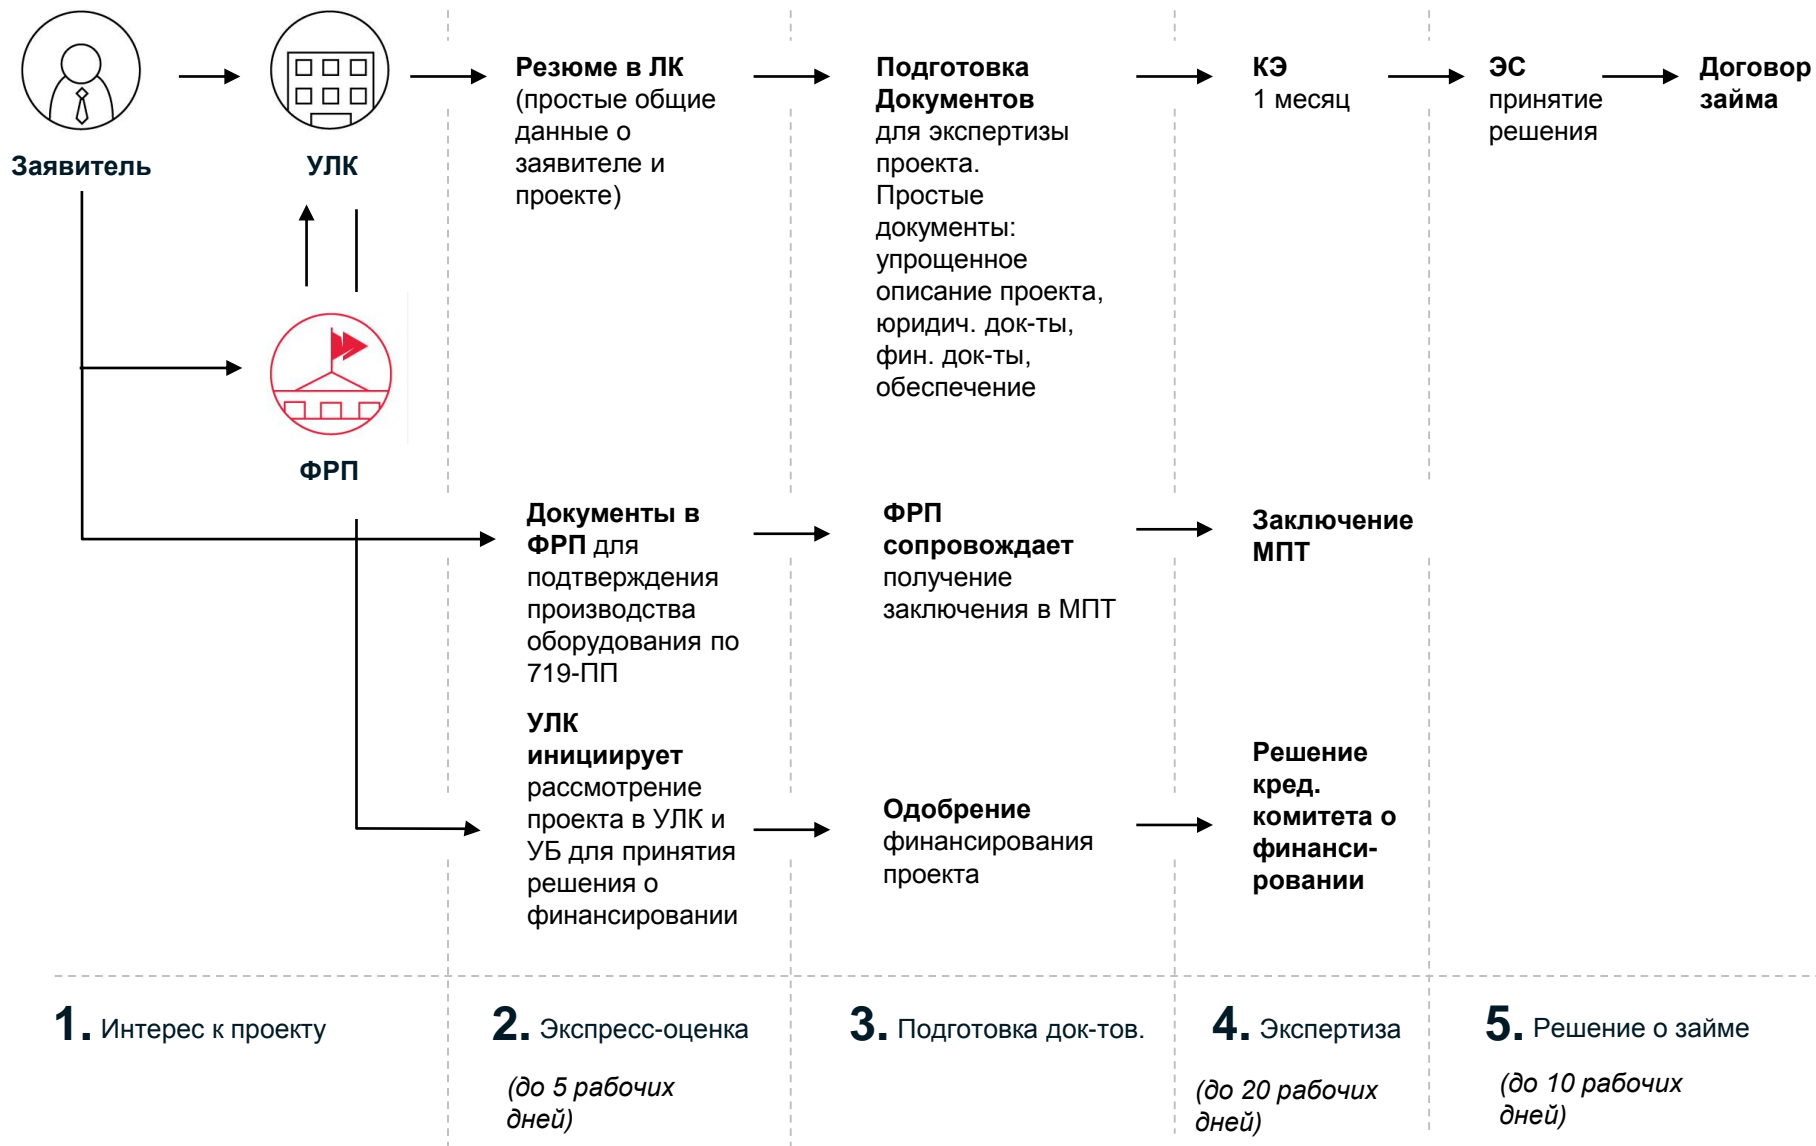 Заявитель
УЛК
ФРП
Резюме в ЛК
(простые общие
данные о
заявителе и
проекте)
Подготовка
Документов
для экспертизы
проекта.
Простые
документы:
упрощенное
описание проекта,
юридич. док-ты,
фин. док-ты,
обеспечение
КЭ
1 месяц
ЭС
принятие
решения
Договор
займа
Документы в
ФРП для
подтверждения
производства
оборудования по
719-ПП
ФРП
сопровождает
получение
заключения в МПТ
Заключение
МПТ
УЛК
инициирует
рассмотрение
проекта в УЛК и
УБ для принятия
решения о
финансировании
Одобрение
финансирования
проекта
Решение
кред.
комитета о
финанси-
ровании
1. Интерес к проекту
2. Экспресс-оценка
(до 5 рабочих
дней)
3. Подготовка док-тов.
4. Экспертиза
(до 20 рабочих
дней)
5. Решение о займе
(до 10 рабочих
дней)